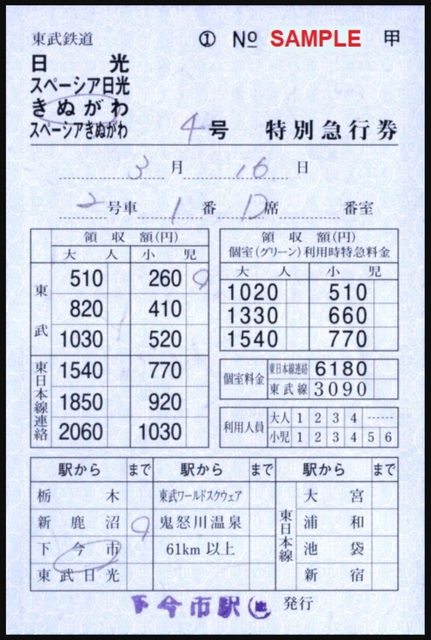 東武鉄道 ① № SAMPLE 甲
日光
スペーシア日光
きぬがわ
スペーシアきぬがわ
4号 特別急行券
3月16日
2号車1番D席 番室
領収額(円)
大人 小児
東武
510 260
820 410
1030 520
東日本線連絡
1540 770
1850 920
2060 1030
領収額(円)
個室(グリーン)利用時特急料金
大人 小児
1020 510
1330 660
1540 770
個室料金
東日本線連絡 6180
東武線 3090
利用人員
大人 1 2 3 4 ------
小児 1 2 3 4 5 6
駅から まで 駅から まで 駅から まで
栃木 東武ワールドスクウェア 東日本線 大宮
新鹿沼 鬼怒川温泉 浦和
下今市 61km以上 池袋
東武日光 新宿
下今市駅 発行